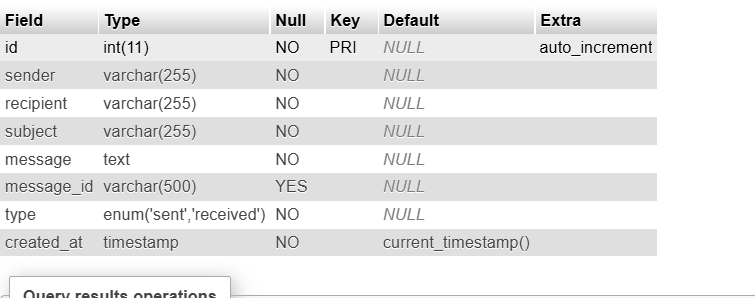 Field Type Null Key Default Extra
id int(11) NO PRI NULL auto_increment
sender varchar(255) NO NULL
recipient varchar(255) NO NULL
subject varchar(255) NO NULL
message text NO NULL
message_id varchar(500) YES NULL
type enum('sent','received') NO NULL
created_at timestamp NO current_timestamp()
Query results operations